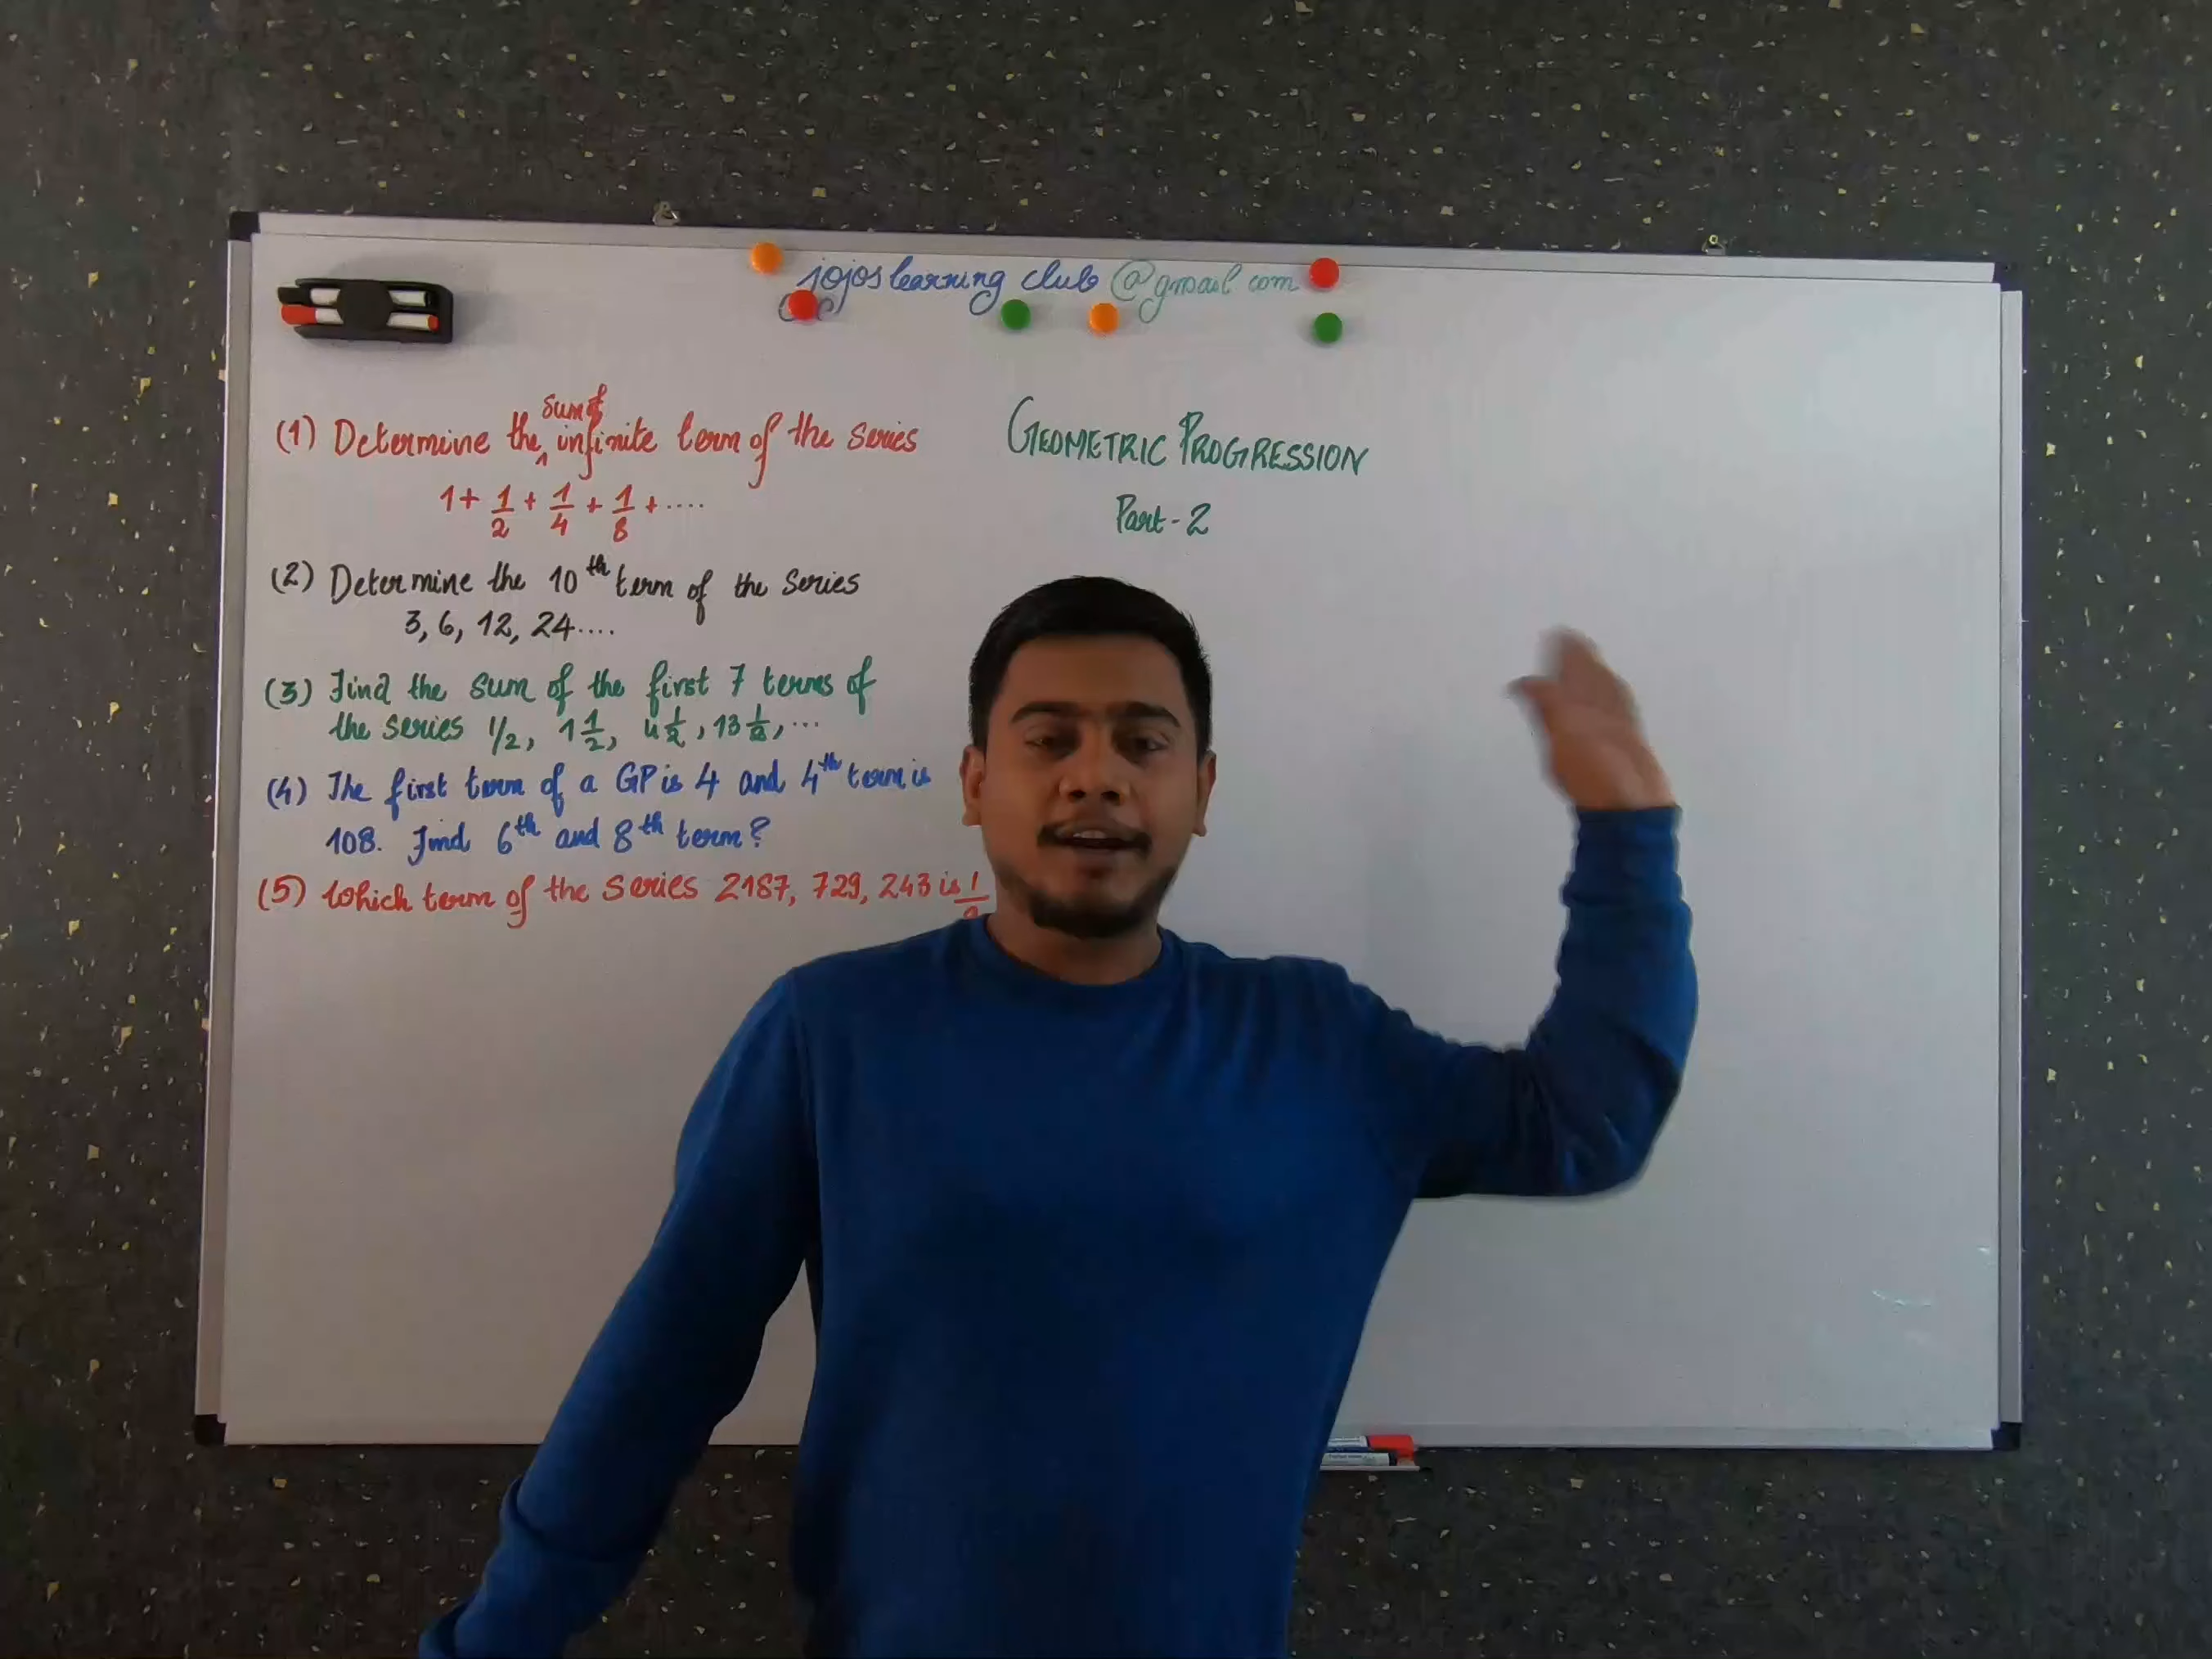 jojoslearning club @gmail com
(1) Determine the sum of infinite term of the series
1 + 1/2 + 1/4 + 1/8 + ....
(2) Determine the 10th term of the Series
3, 6, 12, 24....
(3) Find the sum of the first 7 terms of
the series 1/2, 1 1/2, 4 1/2, 13 1/2, ...
(4) The first term of a GP is 4 and 4th term is
108. Find 6th and 8th term?
(5) Which term of the series 2187, 729, 243 is 1/
GEOMETRIC PROGRESSION
Part-2